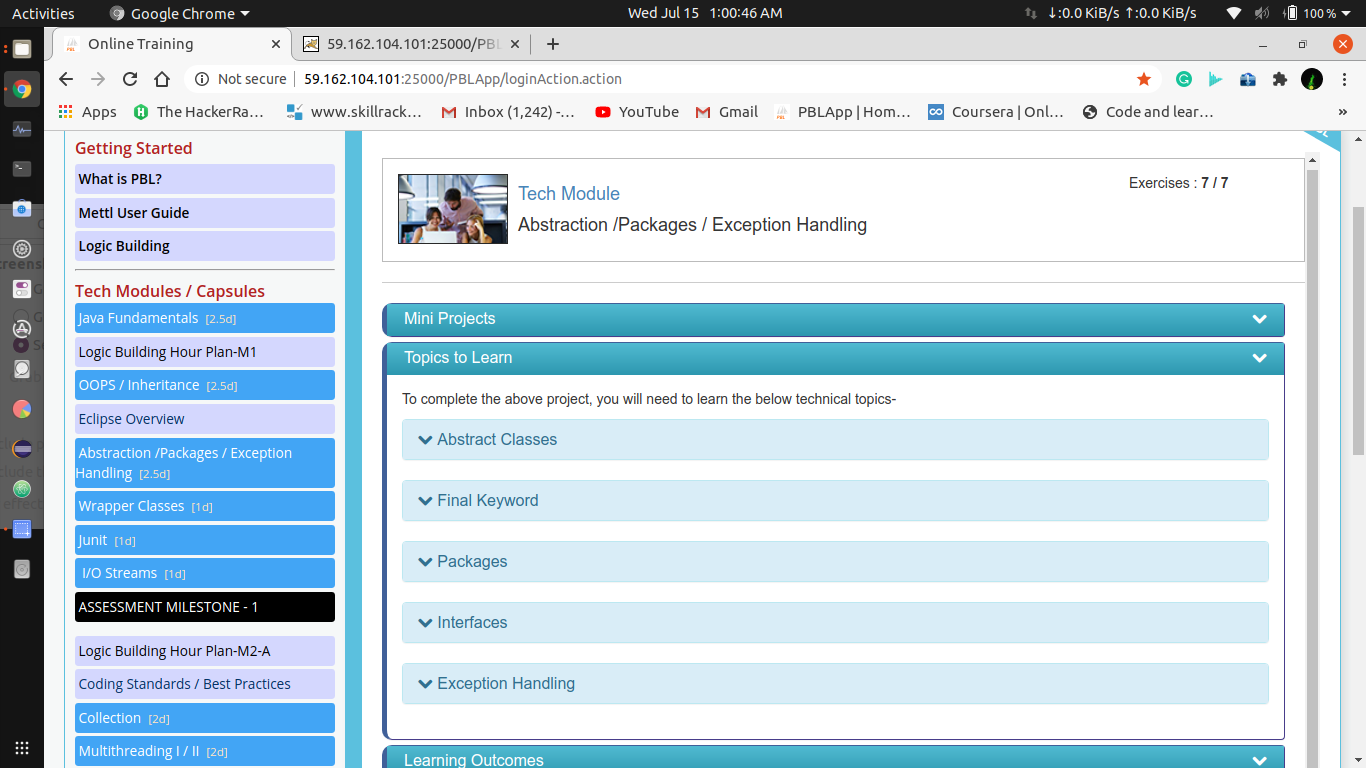 Activities
Google Chrome
Wed Jul 15 1:00:46 AM
↓:0.0 KiB/s ↑:0.0 KiB/s
100 %
Online Training
59.162.104.101:25000/PBL
Not secure
59.162.104.101:25000/PBLApp/loginAction.action
Apps
The HackerRa...
www.skillrack...
Inbox (1,242) -...
YouTube
Gmail
PBLApp | Hom...
Coursera | Onl...
Code and lear...
»
Getting Started
What is PBL?
Mettl User Guide
Logic Building
Tech Modules / Capsules
Java Fundamentals [2.5d]
Logic Building Hour Plan-M1
OOPS / Inheritance [2.5d]
Eclipse Overview
Abstraction /Packages / Exception
Handling [2.5d]
Wrapper Classes [1d]
Junit [1d]
I/O Streams [1d]
ASSESSMENT MILESTONE - 1
Logic Building Hour Plan-M2-A
Coding Standards / Best Practices
Collection [2d]
Multithreading I / II [2d]
Tech Module
Abstraction /Packages / Exception Handling
Exercises : 7 / 7
Mini Projects
Topics to Learn
To complete the above project, you will need to learn the below technical topics-
Abstract Classes
Final Keyword
Packages
Interfaces
Exception Handling
Learning Outcomes